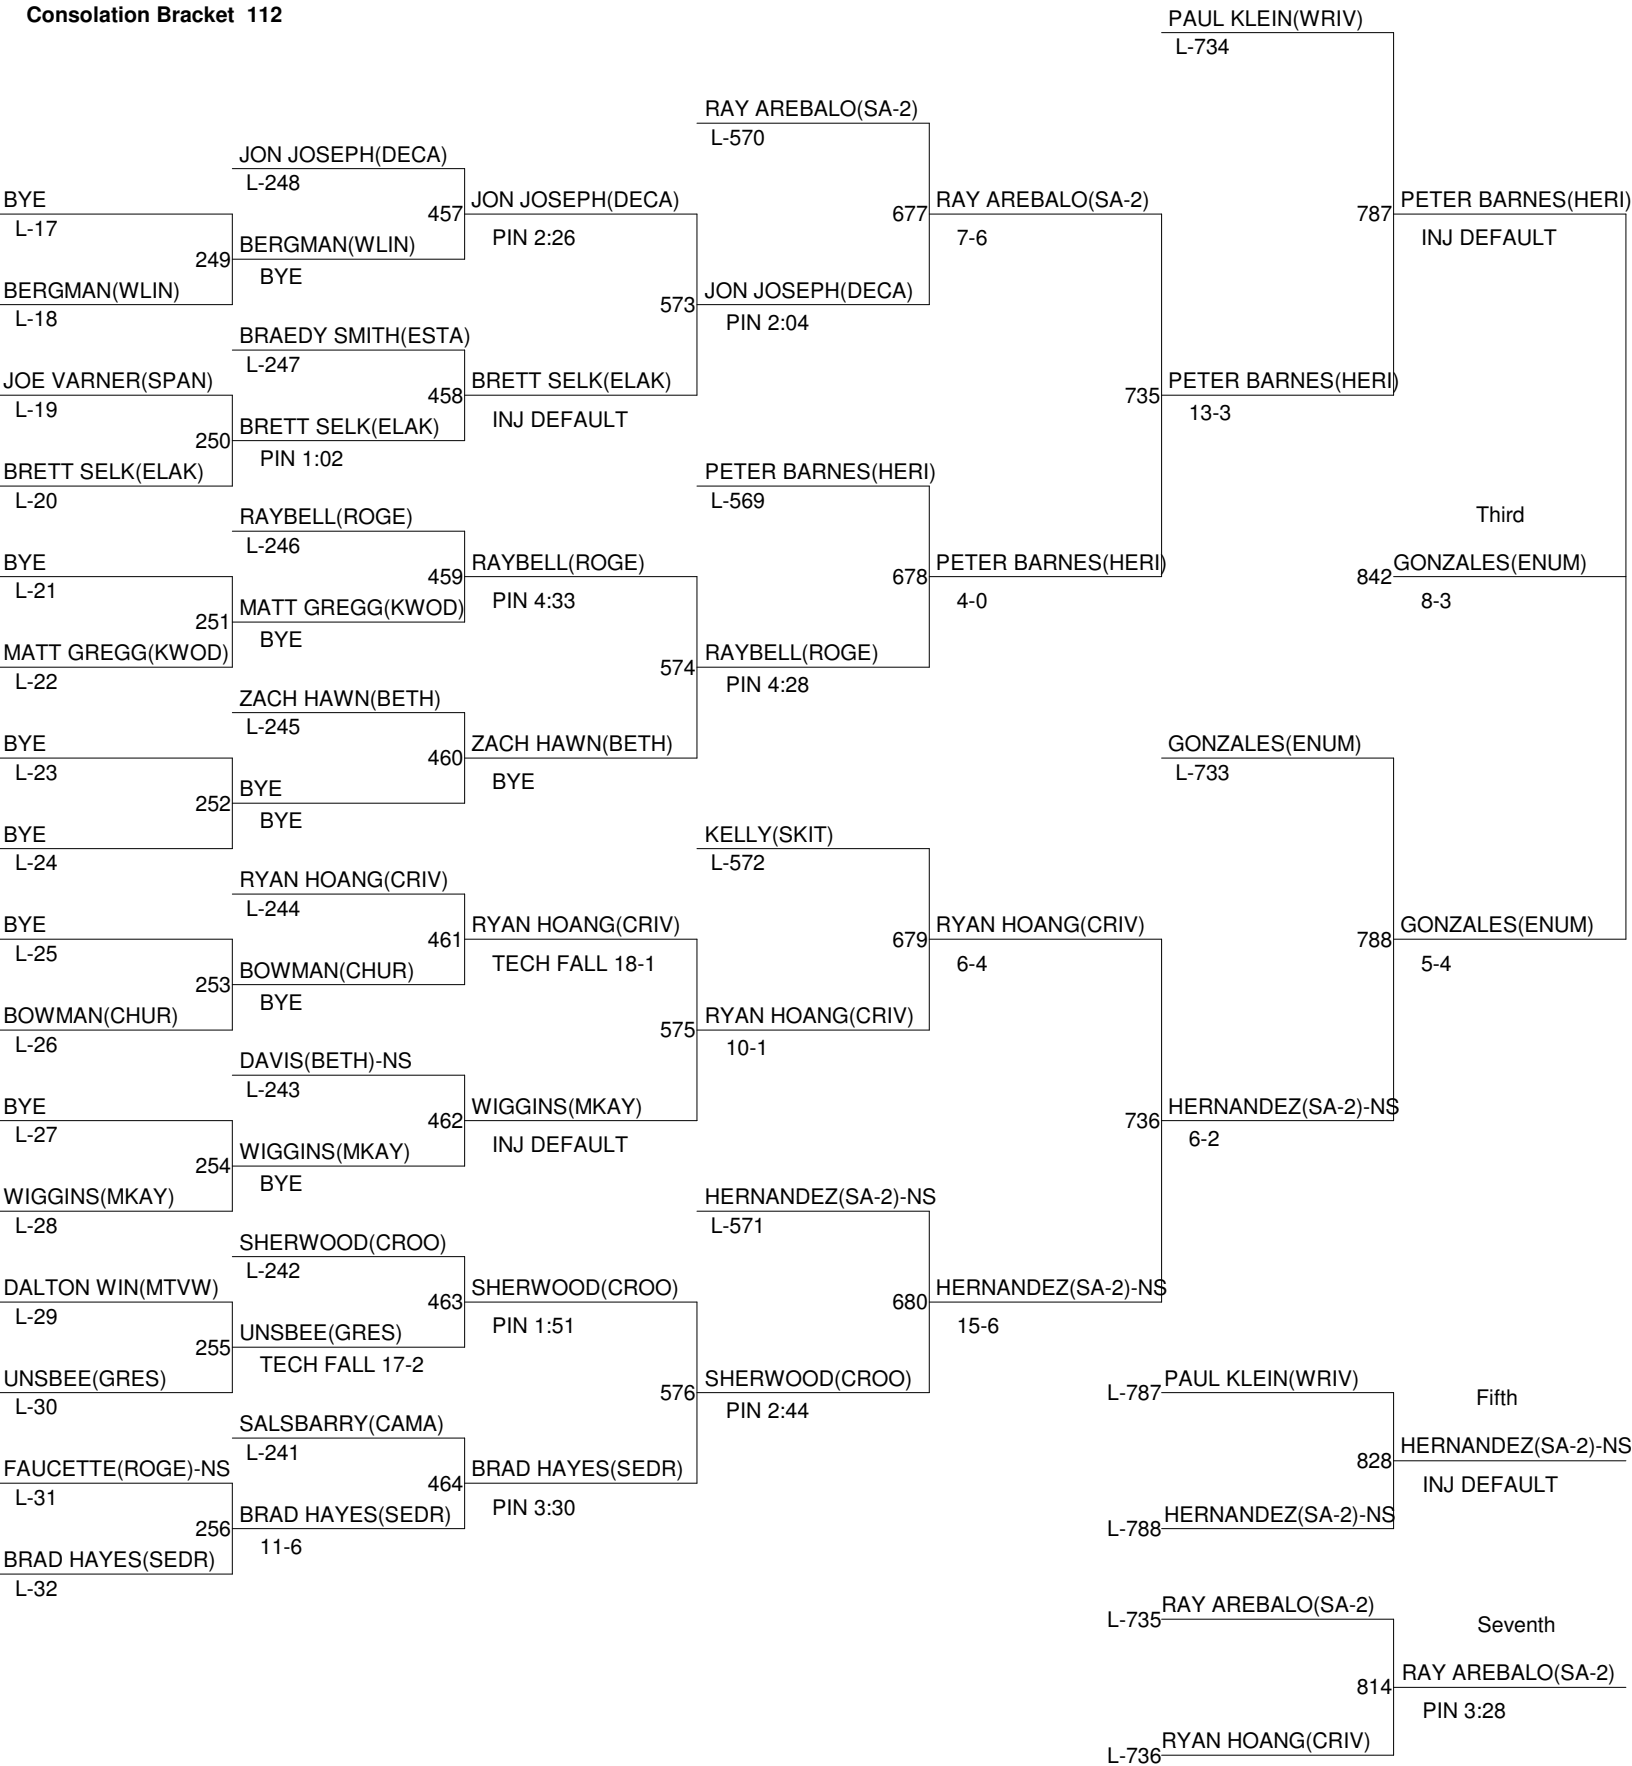 Consolation Bracket 112
BYE
L-17
BERGMAN(WLIN)
L-18
JOE VARNER(SPAN)
L-19
BRETT SELK(ELAK)
L-20
BYE
L-21
MATT GREGG(KWOD)
L-22
BYE
L-23
BYE
L-24
BYE
L-25
BOWMAN(CHUR)
L-26
BYE
L-27
WIGGINS(MKAY)
L-28
DALTON WIN(MTVW)
L-29
UNSBEE(GRES)
L-30
FAUCETTE(ROGE)-NS
L-31
BRAD HAYES(SEDR)
L-32
JON JOSEPH(DECA)
L-248
249
BERGMAN(WLIN)
BYE
BRAEDY SMITH(ESTA)
L-247
250
BRETT SELK(ELAK)
PIN 1:02
RAYBELL(ROGE)
L-246
251
MATT GREGG(KWOD)
BYE
ZACH HAWN(BETH)
L-245
252
BYE
BYE
RYAN HOANG(CRIV)
L-244
253
BOWMAN(CHUR)
BYE
DAVIS(BETH)-NS
L-243
254
WIGGINS(MKAY)
BYE
SHERWOOD(CROO)
L-242
255
UNSBEE(GRES)
TECH FALL 17-2
SALSBARRY(CAMA)
L-241
256
BRAD HAYES(SEDR)
11-6
457
JON JOSEPH(DECA)
PIN 2:26
458
BRETT SELK(ELAK)
INJ DEFAULT
459
RAYBELL(ROGE)
PIN 4:33
460
ZACH HAWN(BETH)
BYE
461
RYAN HOANG(CRIV)
TECH FALL 18-1
462
WIGGINS(MKAY)
INJ DEFAULT
463
SHERWOOD(CROO)
PIN 1:51
464
BRAD HAYES(SEDR)
PIN 3:30
RAY AREBALO(SA-2)
L-570
573
JON JOSEPH(DECA)
PIN 2:04
PETER BARNES(HERI)
L-569
574
RAYBELL(ROGE)
PIN 4:28
KELLY(SKIT)
L-572
575
RYAN HOANG(CRIV)
10-1
HERNANDEZ(SA-2)-NS
L-571
576
SHERWOOD(CROO)
PIN 2:44
677
RAY AREBALO(SA-2)
7-6
678
PETER BARNES(HERI)
4-0
679
RYAN HOANG(CRIV)
6-4
680
HERNANDEZ(SA-2)-NS
15-6
PAUL KLEIN(WRIV)
L-734
735
PETER BARNES(HERI)
13-3
GONZALES(ENUM)
L-733
736
HERNANDEZ(SA-2)-NS
6-2
787
PETER BARNES(HERI)
INJ DEFAULT
Third
842
GONZALES(ENUM)
8-3
788
GONZALES(ENUM)
5-4
L-787
PAUL KLEIN(WRIV)
Fifth
828
HERNANDEZ(SA-2)-NS
INJ DEFAULT
L-788
HERNANDEZ(SA-2)-NS
L-735
RAY AREBALO(SA-2)
Seventh
814
RAY AREBALO(SA-2)
PIN 3:28
L-736
RYAN HOANG(CRIV)